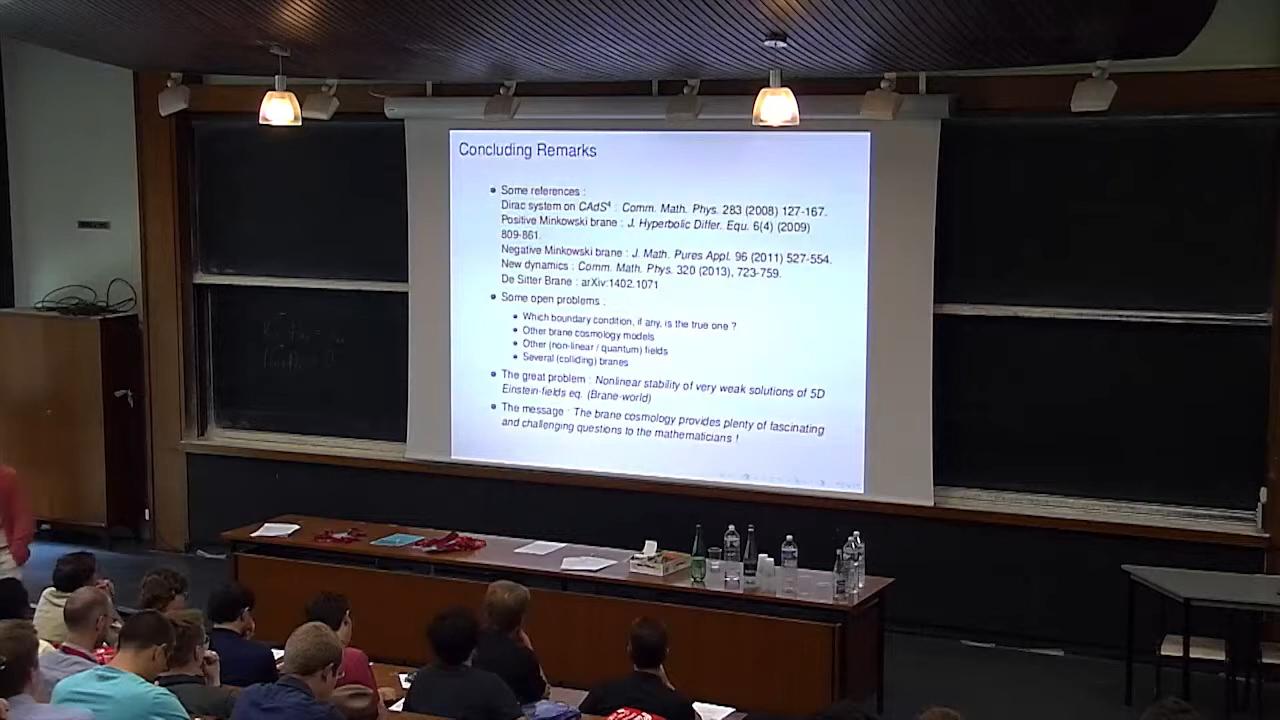 Concluding Remarks
Some references :
Dirac system on CAdS⁴ : Comm. Math. Phys. 283 (2008) 127-167.
Positive Minkowski brane : J. Hyperbolic Differ. Equ. 6(4) (2009)
809-861.
Negative Minkowski brane : J. Math. Pures Appl. 96 (2011) 527-554.
New dynamics : Comm. Math. Phys. 320 (2013), 723-759.
De Sitter Brane : arXiv:1402.1071
Some open problems :
Which boundary condition, if any, is the true one ?
Other brane cosmology models
Other (non-linear / quantum) fields
Several (colliding) branes
The great problem : Nonlinear stability of very weak solutions of 5D
Einstein-fields eq. (Brane-world)
The message : The brane cosmology provides plenty of fascinating
and challenging questions to the mathematicians !